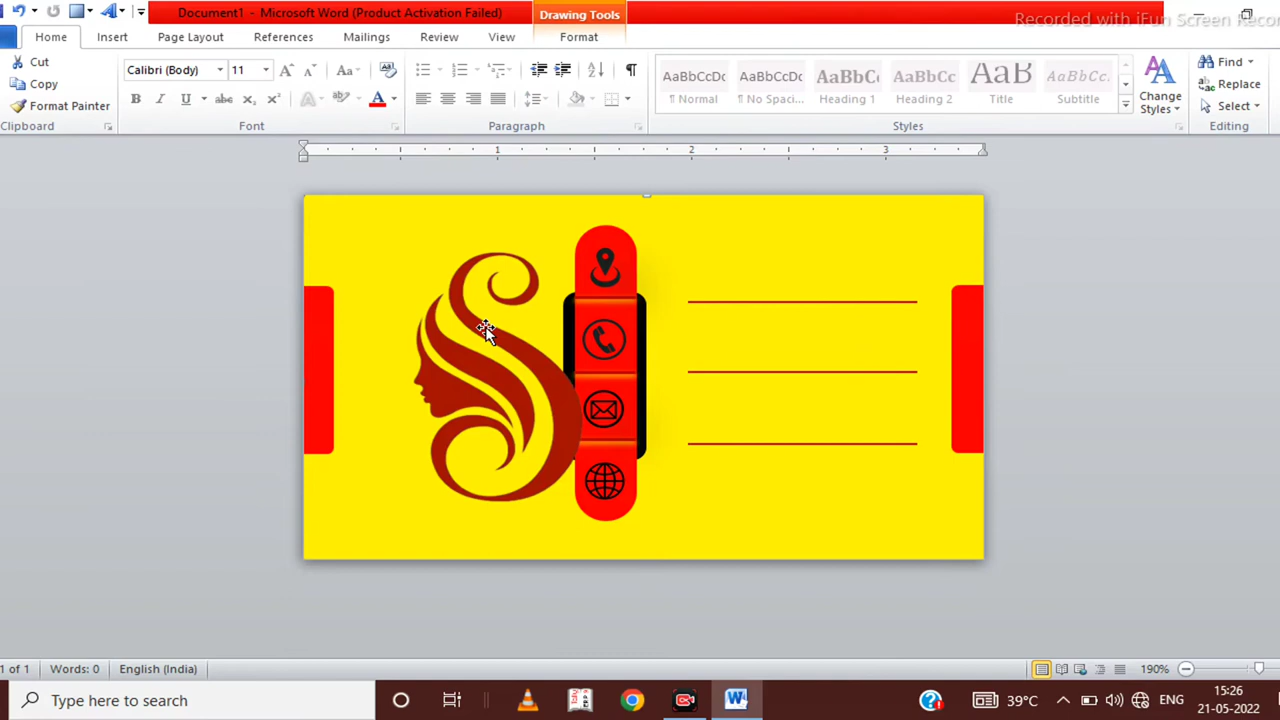 Document1 - Microsoft Word (Product Activation Failed)
Drawing Tools
Recorded with iFun Screen Recor
Home Insert Page Layout References Mailings Review View Format
Cut
Copy
Format Painter
Clipboard
Calibri (Body) 11
Font
Paragraph
AaBbCcDc AaBbCcDc AaBbCc AaBbCc AaB AaBbCc.
¶ Normal ¶ No Spaci... Heading 1 Heading 2 Title Subtitle
Change
Styles
Styles
Find
Replace
Select
Editing
1 2 3
1 of 1 Words: 0 English (India) 190%
Type here to search
39°C ENG
15:26
21-05-2022